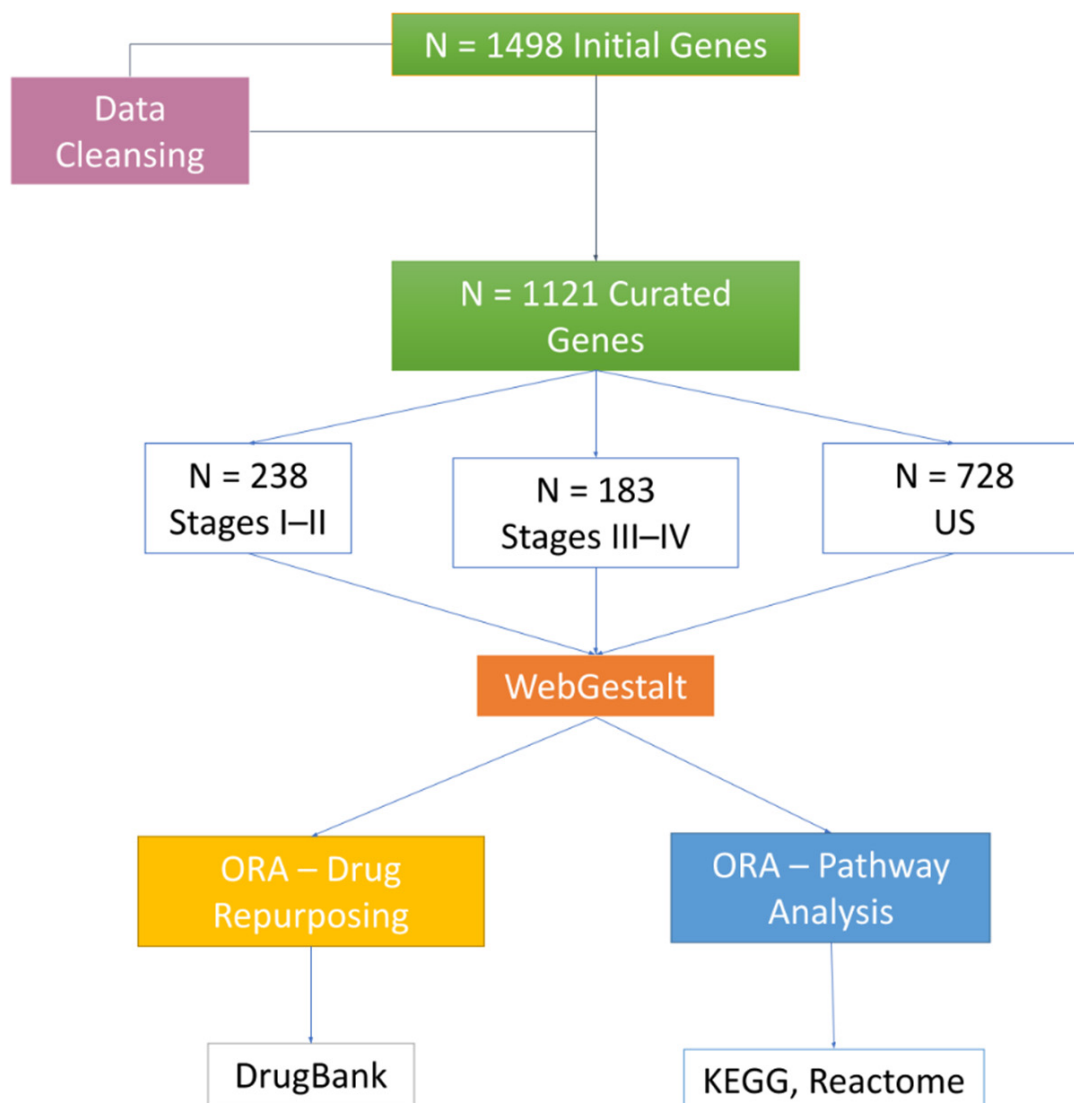 N = 1498 Initial Genes
Data
Cleansing
N = 1121 Curated
Genes
N = 238
Stages I–II
N = 183
Stages III–IV
N = 728
US
WebGestalt
ORA – Drug
Repurposing
ORA – Pathway
Analysis
DrugBank
KEGG, Reactome